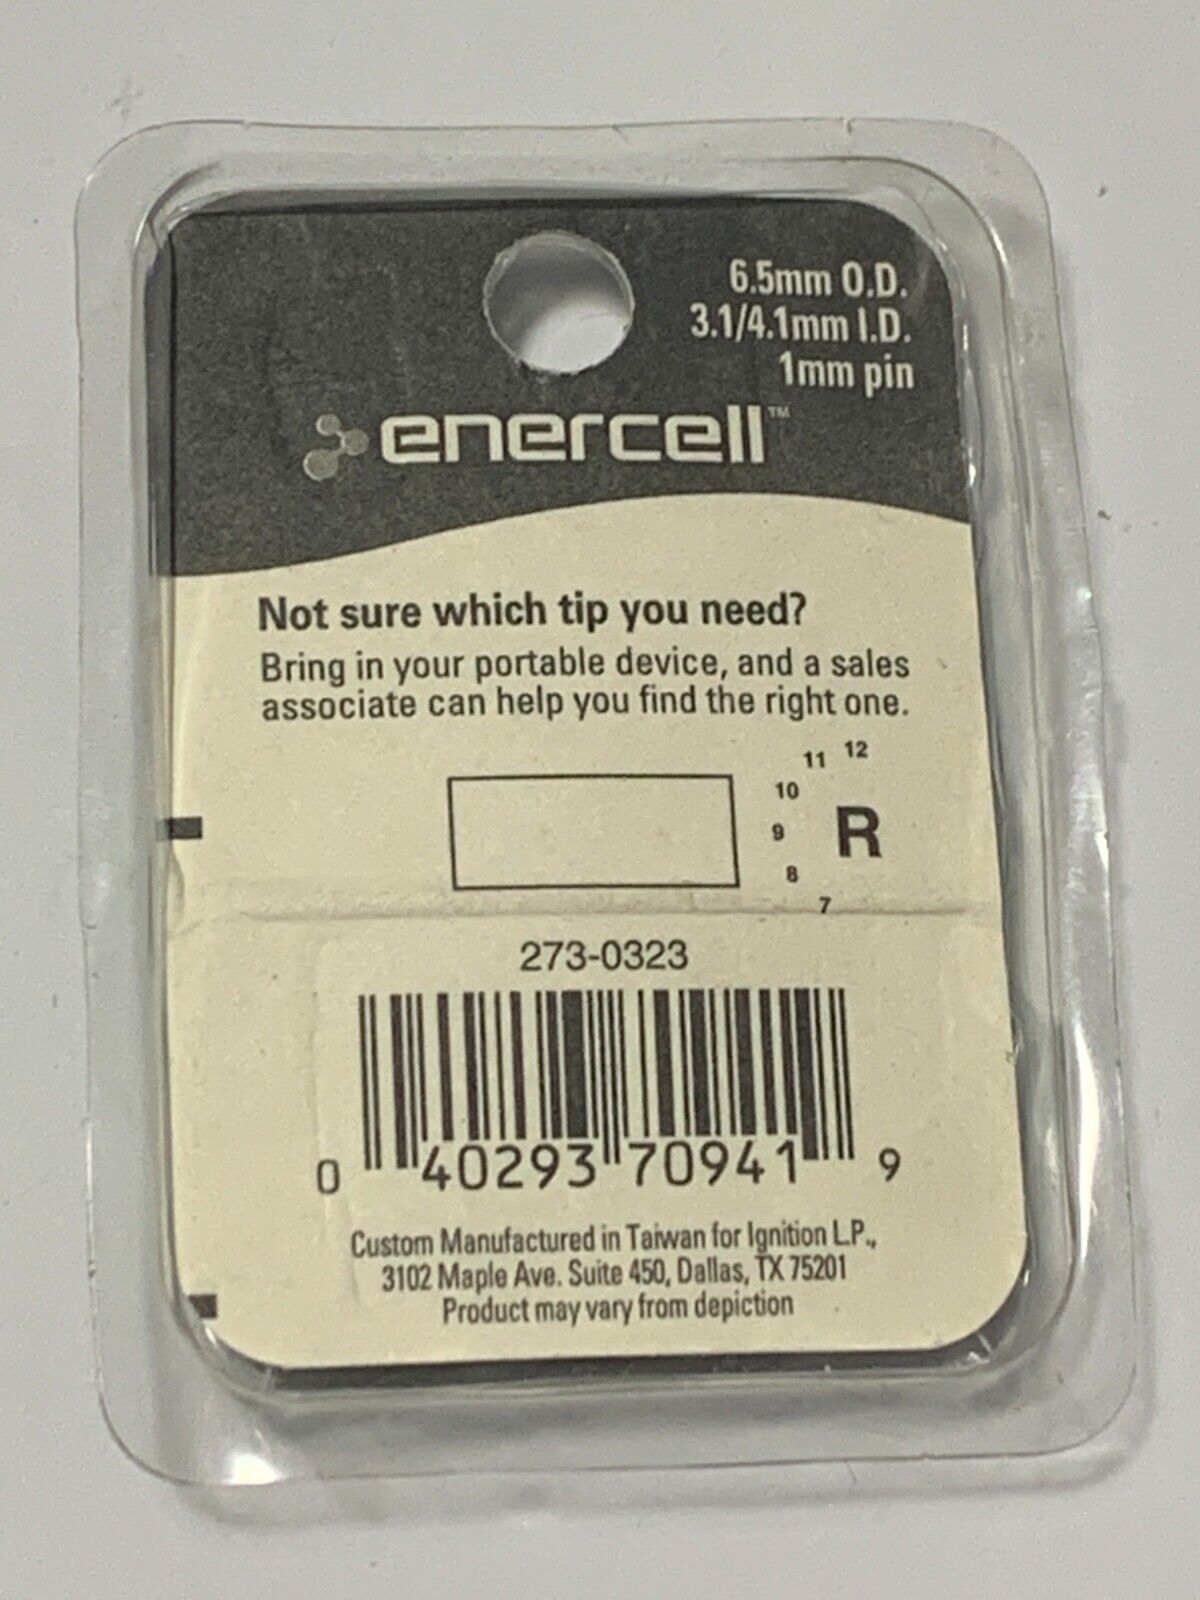 6.5mm O.D.
3.1/4.1mm I.D.
1mm pin
enercell™
Not sure which tip you need?
Bring in your portable device, and a sales
associate can help you find the right one.
11 12
10
9 R
8
7
273-0323
0 40293 70941 9
Custom Manufactured in Taiwan for Ignition L.P.,
3102 Maple Ave. Suite 450, Dallas, TX 75201
Product may vary from depiction